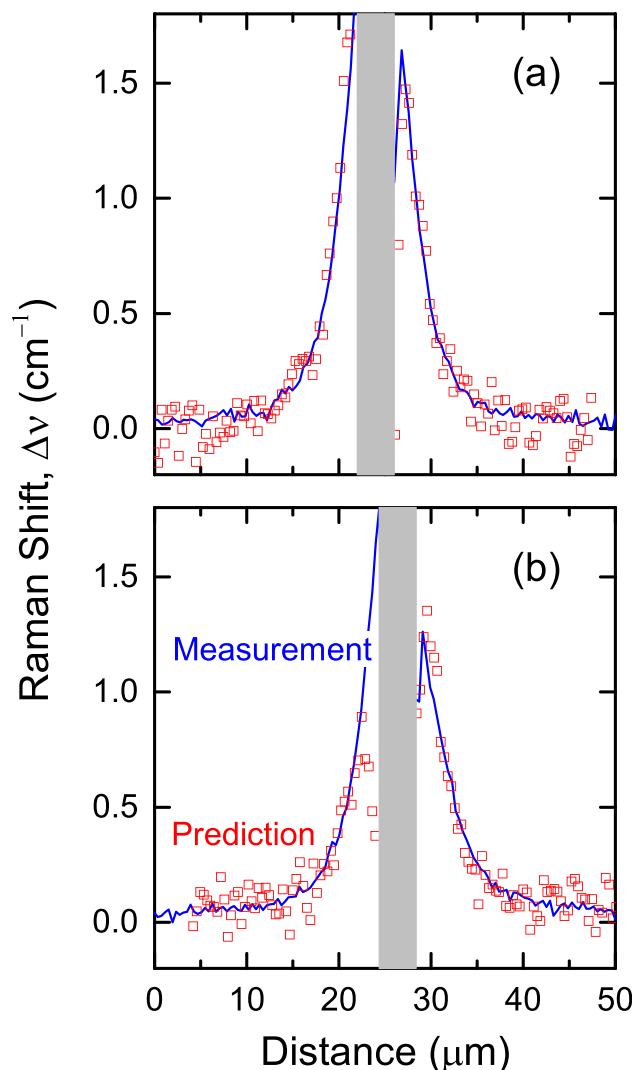 (a)
1.5
1.0
0.5
0.0
Raman Shift, Δν (cm⁻¹)
(b)
1.5
Measurement
1.0
Prediction
0.5
0.0
0 10 20 30 40 50
Distance (μm)